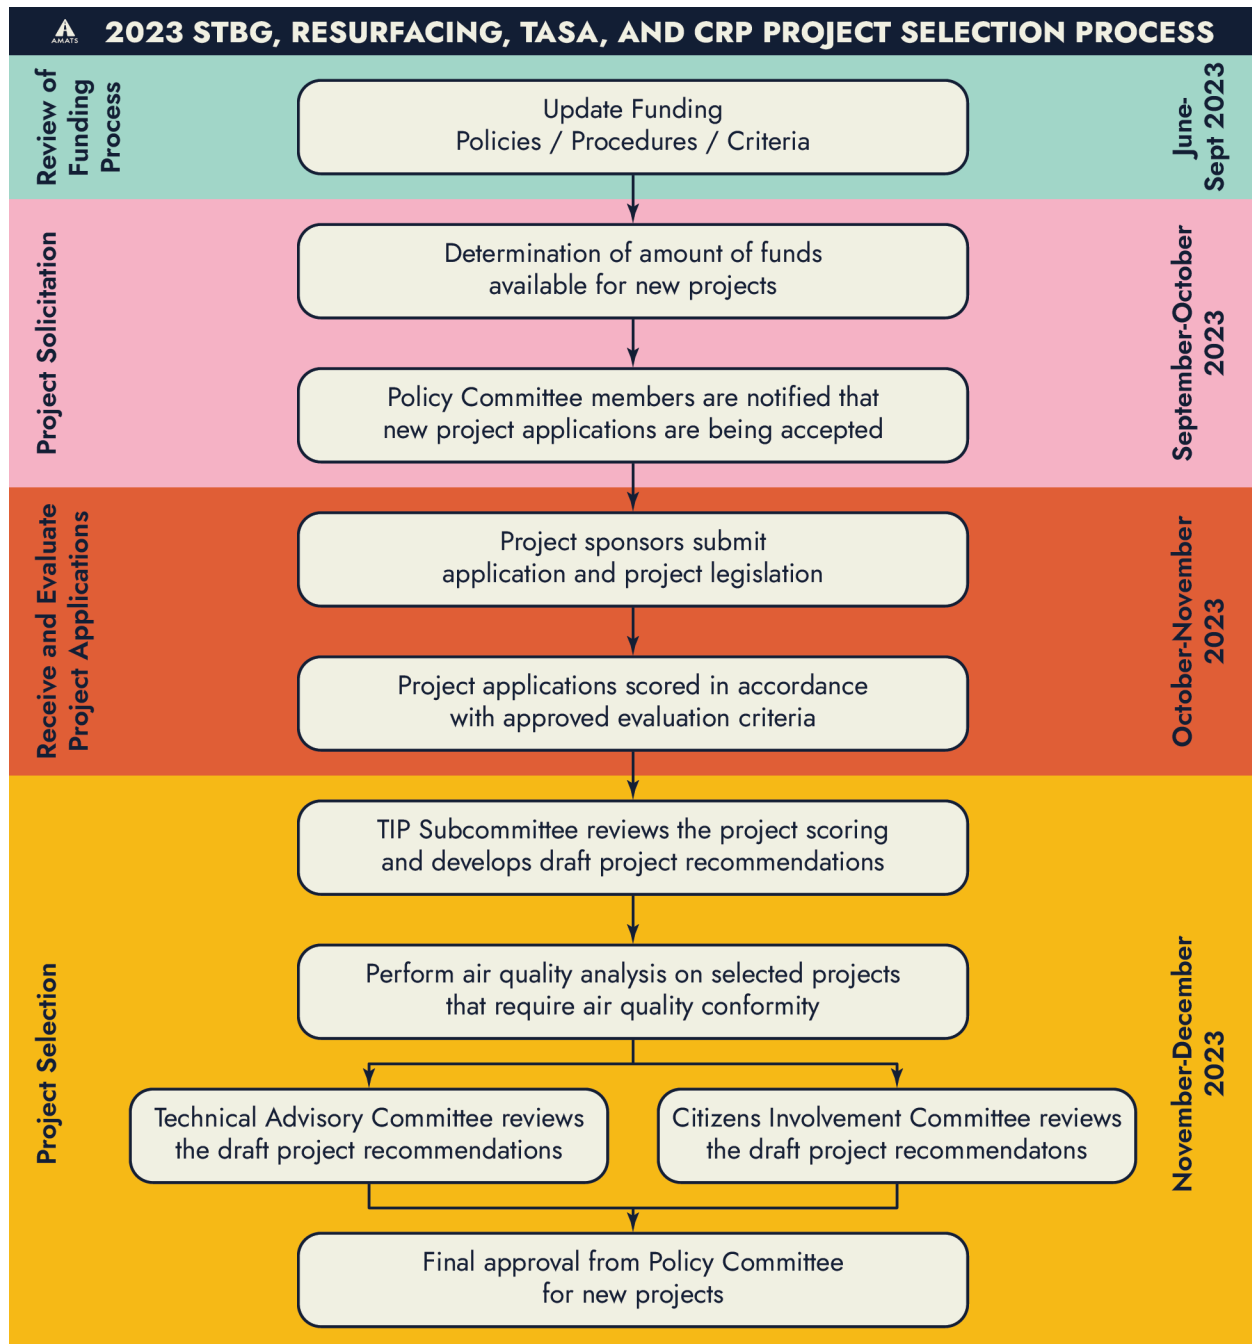 AMATS
2023 STBG, RESURFACING, TASA, AND CRP PROJECT SELECTION PROCESS
Review of
Funding
Process
Update Funding
Policies / Procedures / Criteria
June-
Sept 2023
Project Solicitation
Determination of amount of funds
available for new projects
Policy Committee members are notified that
new project applications are being accepted
September-October
2023
Receive and Evaluate
Project Applications
Project sponsors submit
application and project legislation
Project applications scored in accordance
with approved evaluation criteria
October-November
2023
Project Selection
TIP Subcommittee reviews the project scoring
and develops draft project recommendations
Perform air quality analysis on selected projects
that require air quality conformity
Technical Advisory Committee reviews
the draft project recommendations
Citizens Involvement Committee reviews
the draft project recommendatons
Final approval from Policy Committee
for new projects
November-December
2023